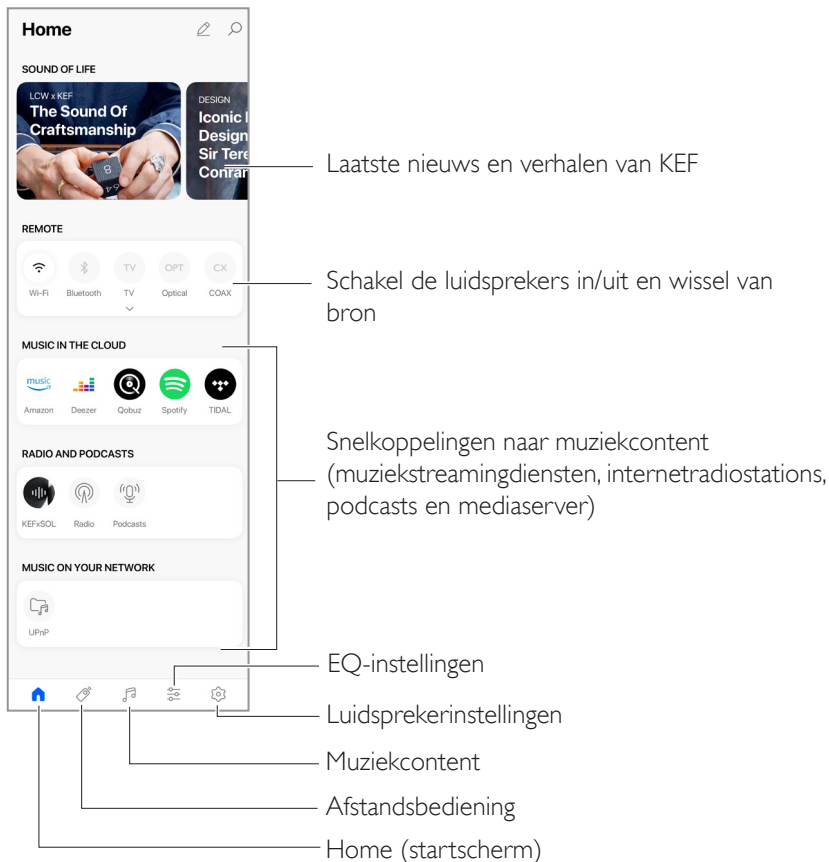 Home
SOUND OF LIFE
LCW x KEF
The Sound Of
Craftsmanship
DESIGN
Iconic
Design
Sir Tere
Conran
Laatste nieuws en verhalen van KEF
REMOTE
TV OPT CX
Wi-Fi Bluetooth TV Optical COAX
Schakel de luidsprekers in/uit en wissel van
bron
MUSIC IN THE CLOUD
music
Amazon Deezer Qobuz Spotify TIDAL
Snelkoppelingen naar muziekcontent
(muziekstreamingdiensten, internetradiostations,
podcasts en mediaserver)
RADIO AND PODCASTS
KEFxSOL Radio Podcasts
MUSIC ON YOUR NETWORK
UPnP
EQ-instellingen
Luidsprekerinstellingen
Muziekcontent
Afstandsbediening
Home (startscherm)